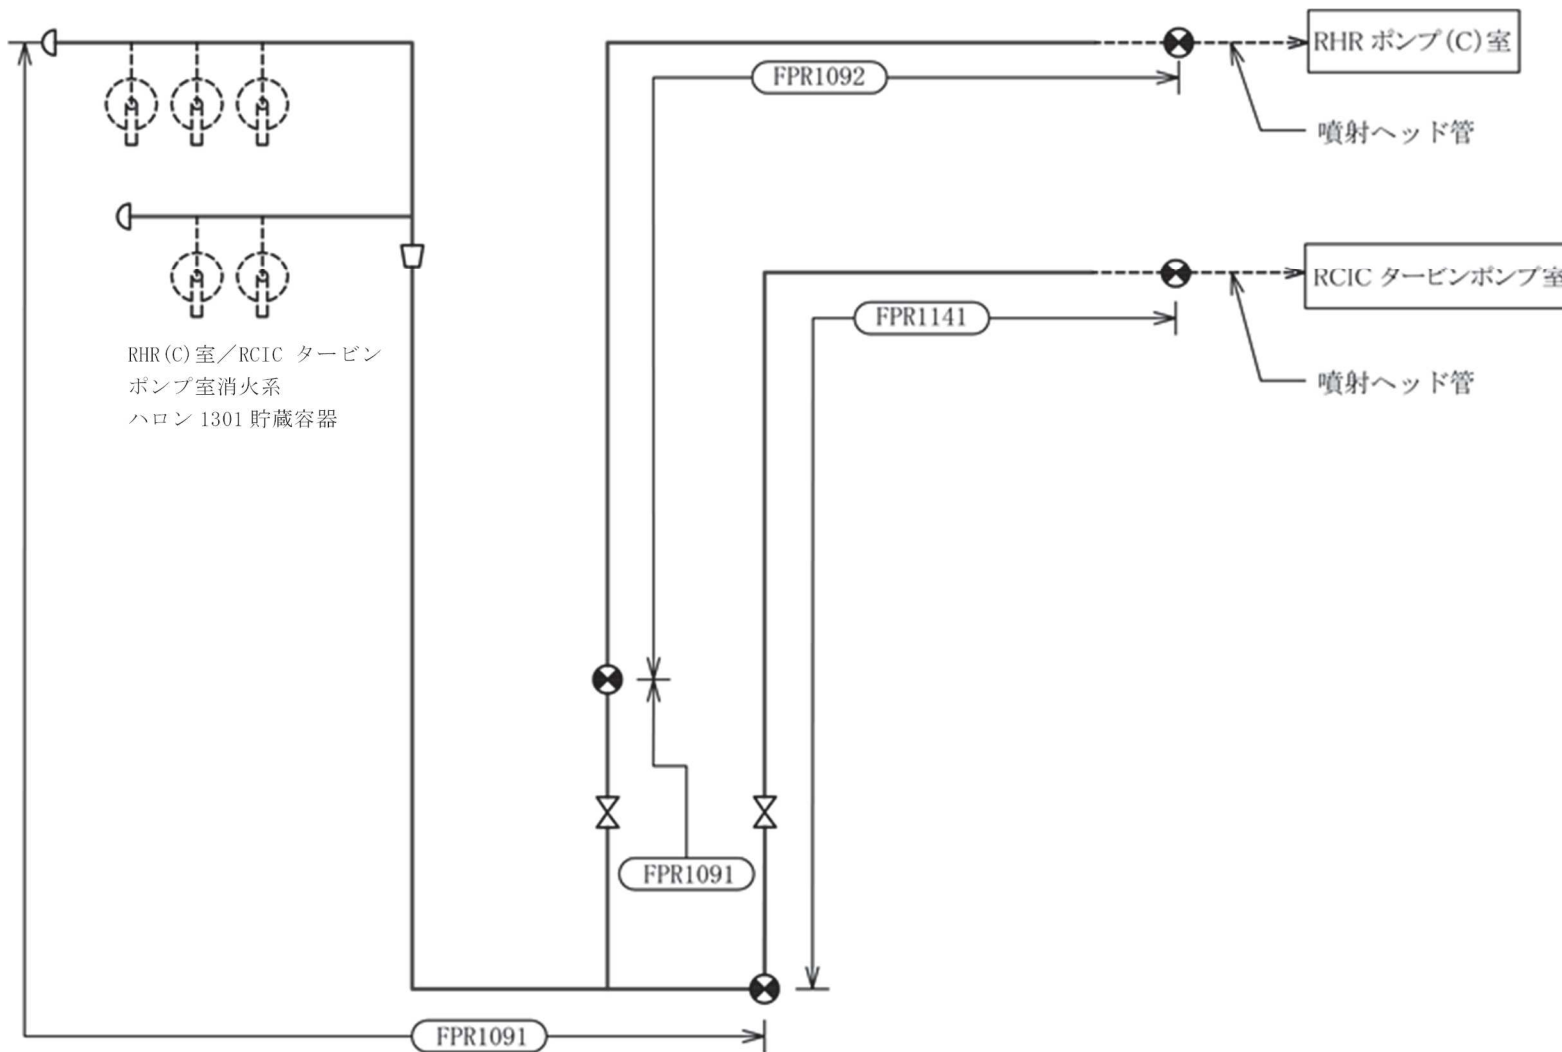 RHR ポンプ(C)室
FPR1092
噴射ヘッド管
RCIC タービンポンプ室
FPR1141
噴射ヘッド管
RHR(C)室／RCIC タービン
ポンプ室消火系
ハロン 1301 貯蔵容器
FPR1091
FPR1091